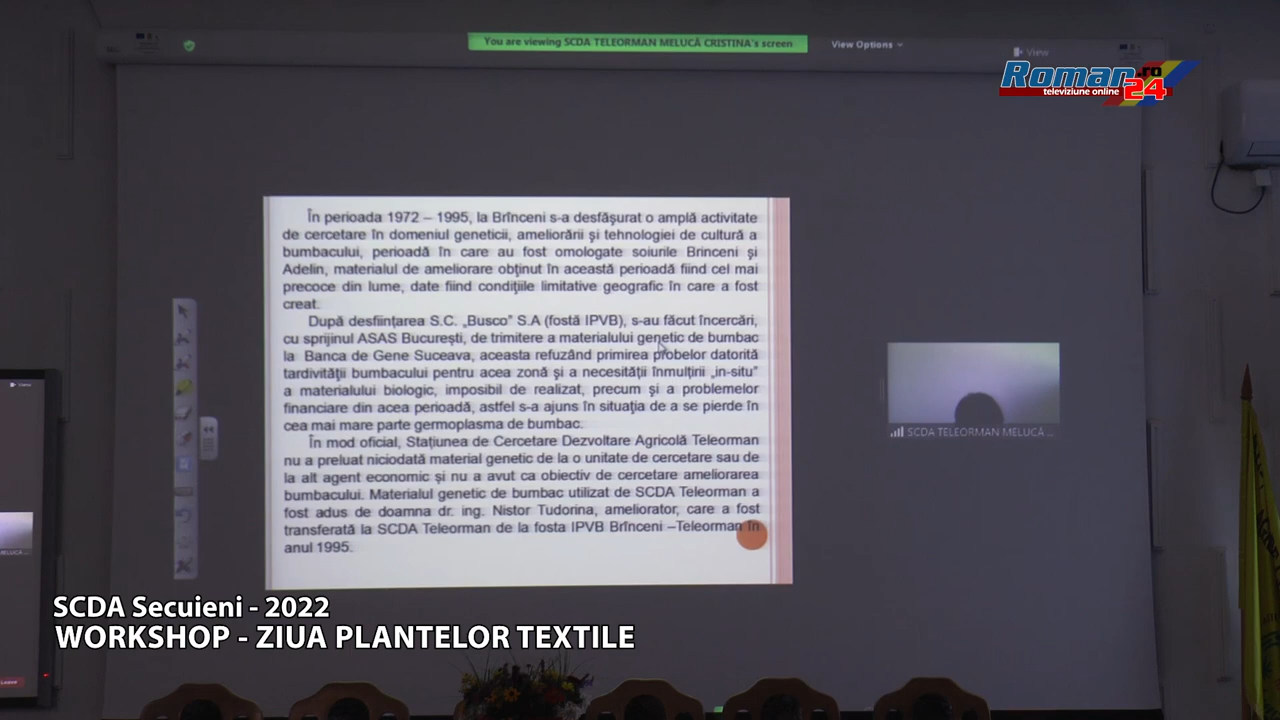 You are viewing SCDA TELEORMAN MELUCĂ CRISTINA's screen
View Options
View
Roman.ro
24
televiziune online
În perioada 1972 – 1995, la Brînceni s-a desfăşurat o amplă activitate
de cercetare în domeniul geneticii, ameliorării şi tehnologiei de cultură a
bumbacului, perioadă în care au fost omologate soiurile Brinceni şi
Adelin, materialul de ameliorare obţinut în această perioadă fiind cel mai
precoce din lume, date fiind condiţiile limitative geografic în care a fost
creat.
După desfiinţarea S.C. „Busco” S.A (fostă IPVB), s-au făcut încercări,
cu sprijinul ASAS Bucureşti, de trimitere a materialului genetic de bumbac
la Banca de Gene Suceava, aceasta refuzând primirea probelor datorită
tardivităţii bumbacului pentru acea zonă şi a necesităţii înmulţirii „in-situ”
a materialului biologic, imposibil de realizat, precum şi a problemelor
financiare din acea perioadă, astfel s-a ajuns în situaţia de a se pierde în
cea mai mare parte germoplasma de bumbac.
În mod oficial, Staţiunea de Cercetare Dezvoltare Agricolă Teleorman
nu a preluat niciodată material genetic de la o unitate de cercetare sau de
la alt agent economic şi nu a avut ca obiectiv de cercetare ameliorarea
bumbacului. Materialul genetic de bumbac utilizat de SCDA Teleorman a
fost adus de doamna dr. ing. Nistor Tudorina, ameliorator, care a fost
transferată la SCDA Teleorman de la fosta IPVB Brînceni –Teleorman în
anul 1995.
SCDA TELEORMAN MELUCĂ ...
View
MELUCĂ ...
Leave
SCDA Secuieni - 2022
WORKSHOP - ZIUA PLANTELOR TEXTILE